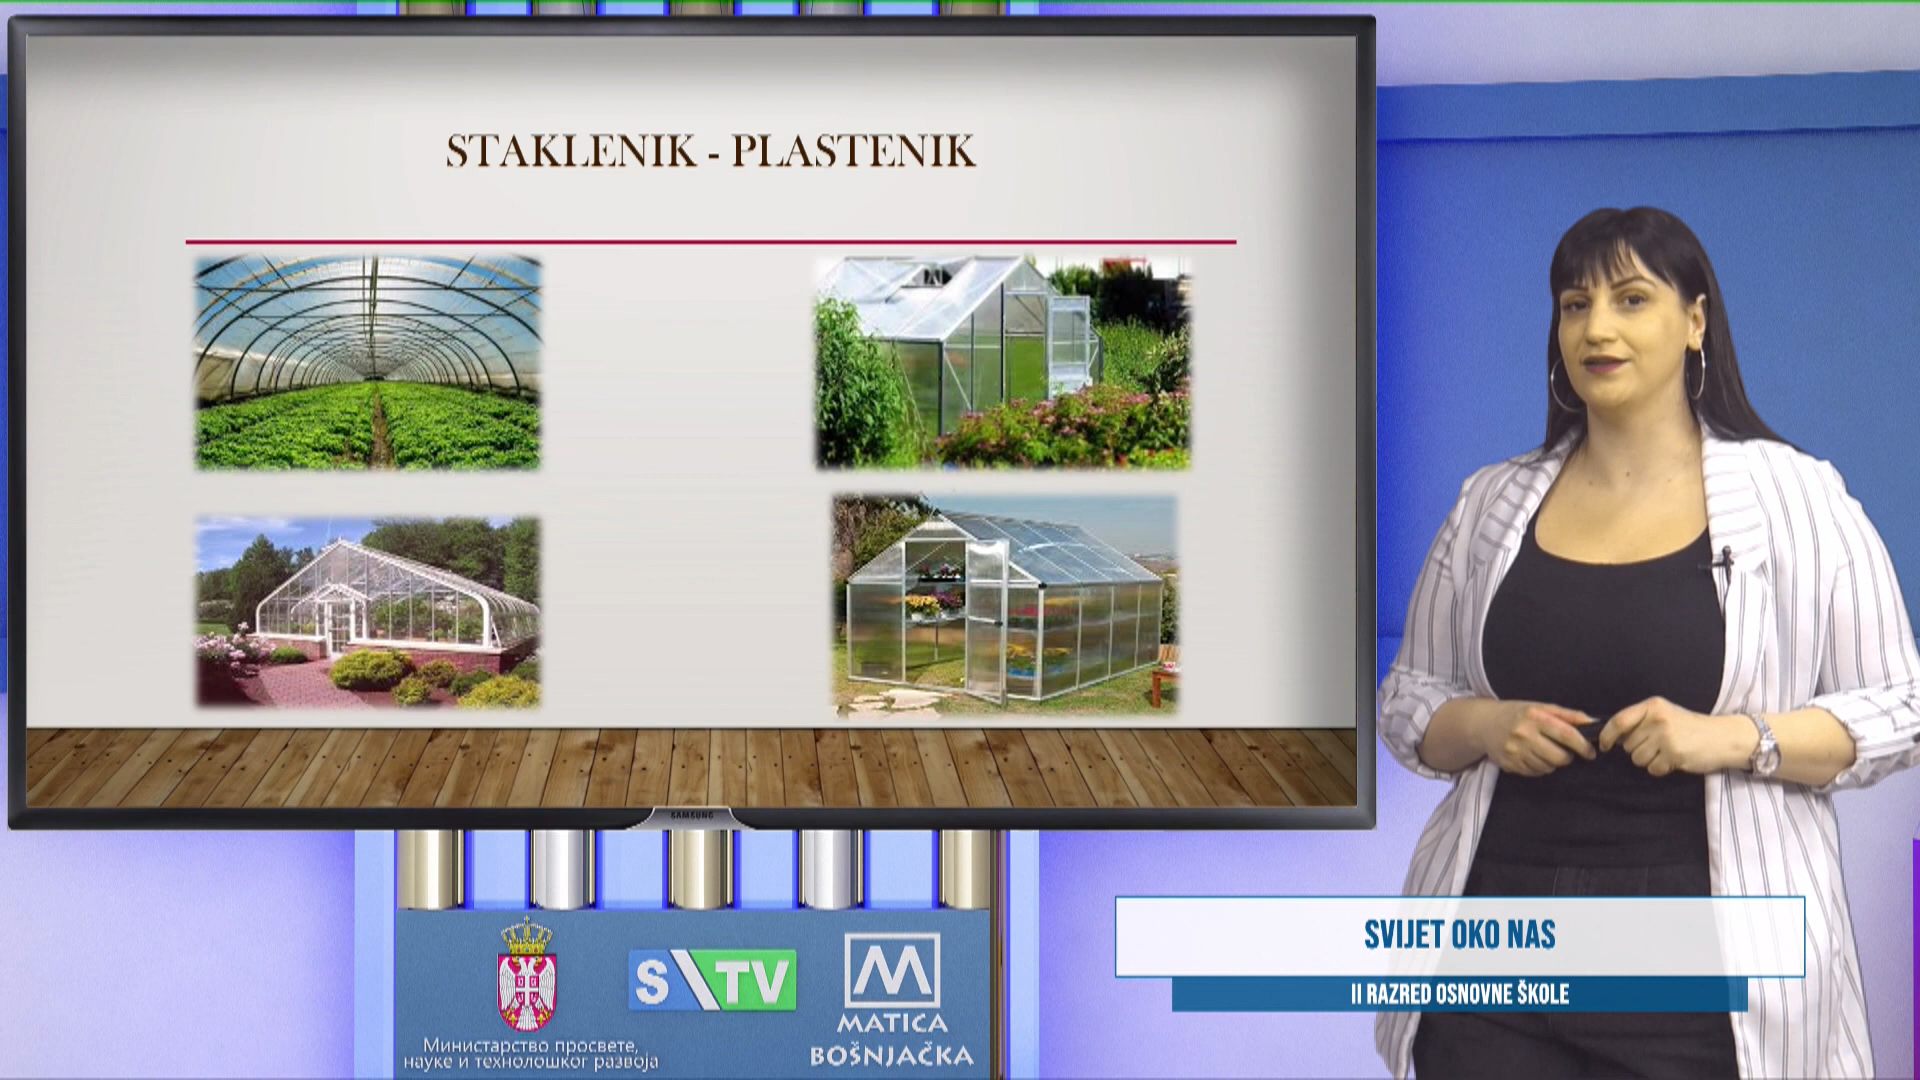 STAKLENIK - PLASTENIK
SAMSUNG
SVIJET OKO NAS
II RAZRED OSNOVNE ŠKOLE
S TV
MATICA
BOŠNJAČKA
Министарство просвете,
науке и технолошког развоја